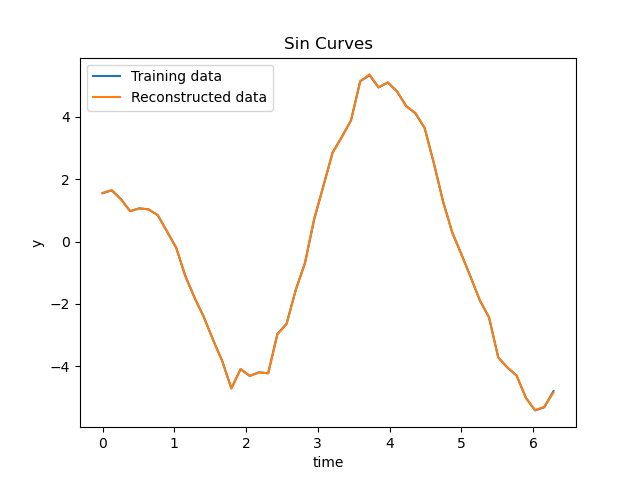 Sin Curves
Training data
Reconstructed data
4
2
0
−2
−4
y
0 1 2 3 4 5 6
time